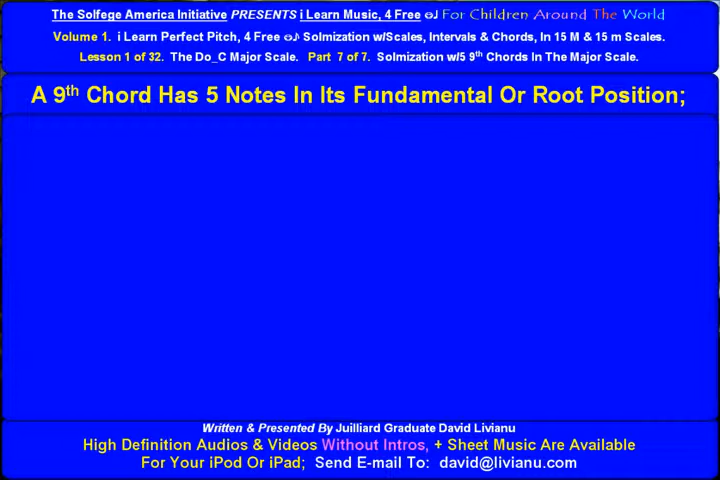 The Solfege America Initiative PRESENTS i Learn Music, 4 Free For Children Around The World
Volume 1. i Learn Perfect Pitch, 4 Free Solmization w/Scales, Intervals & Chords, In 15 M & 15 m Scales.
Lesson 1 of 32. The Do_C Major Scale. Part 7 of 7. Solmization w/5 9th Chords In The Major Scale.
A 9th Chord Has 5 Notes In Its Fundamental Or Root Position;
Written & Presented By Juilliard Graduate David Livianu
High Definition Audios & Videos Without Intros, + Sheet Music Are Available
For Your iPod Or iPad; Send E-mail To: david@livianu.com